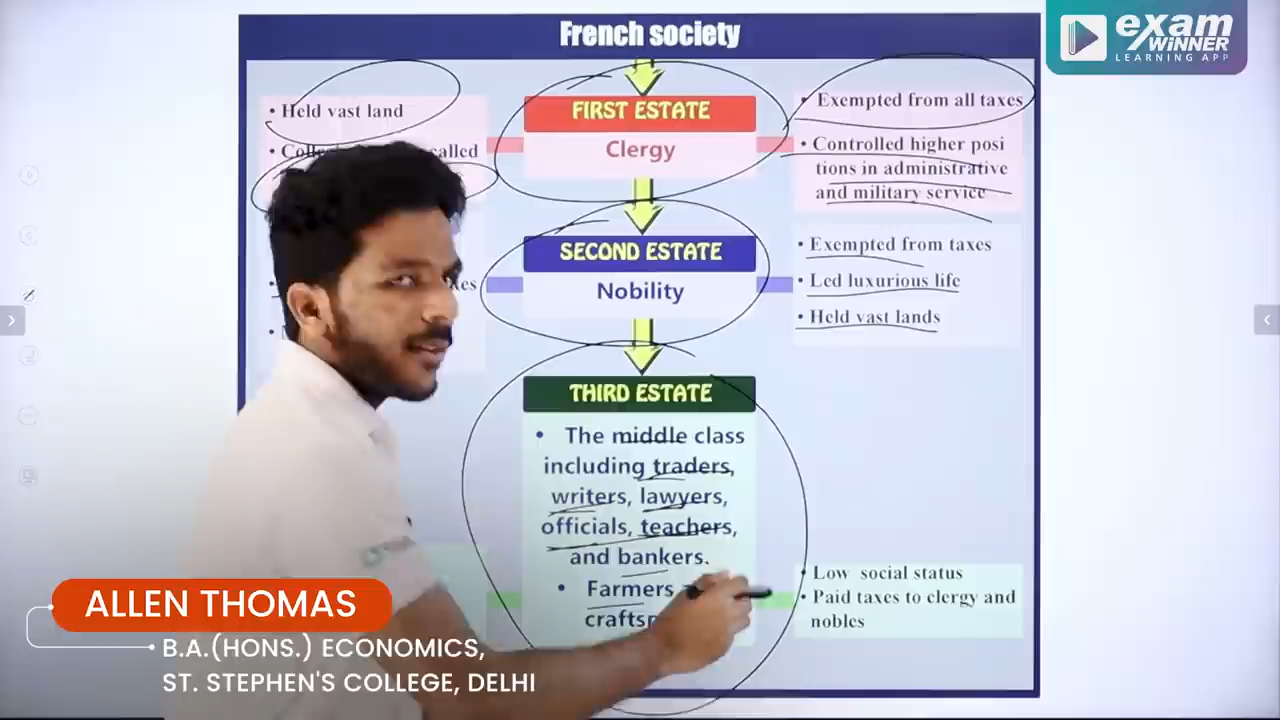 French society
exam
WiNNER
LEARNING APP
• Held vast land
FIRST ESTATE
Clergy
• Exempted from all taxes
• Controlled higher posi
tions in administrative
and military service
called
SECOND ESTATE
Nobility
• Exempted from taxes
• Led luxurious life
• Held vast lands
THIRD ESTATE
• The middle class
including traders,
writers, lawyers,
officials, teachers,
and bankers.
• Farmers
• Low social status
• Paid taxes to clergy and
nobles
ALLEN THOMAS
• B.A.(HONS.) ECONOMICS,
ST. STEPHEN'S COLLEGE, DELHI